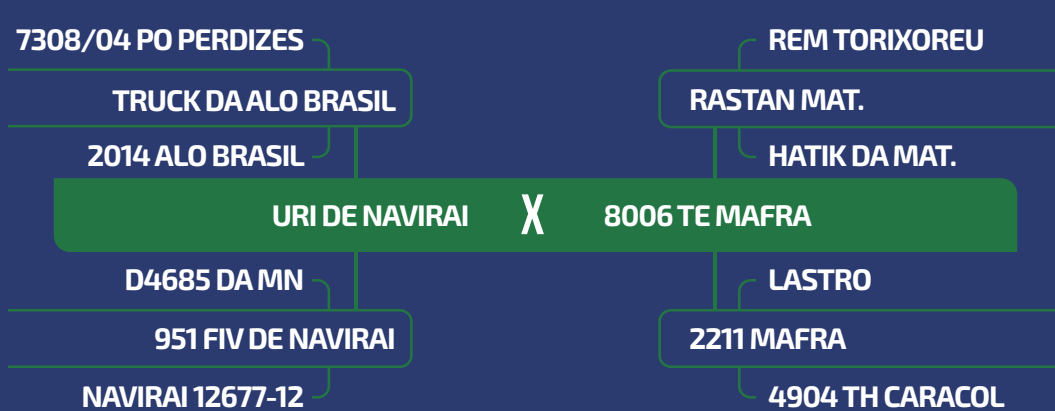 7308/04 PO PERDIZES
TRUCK DA ALO BRASIL
2014 ALO BRASIL
REM TORIXOREU
RASTAN MAT.
HATIK DA MAT.
URI DE NAVIRAI X 8006 TE MAFRA
D4685 DA MN
951 FIV DE NAVIRAI
NAVIRAI 12677-12
LASTRO
2211 MAFRA
4904 TH CARACOL